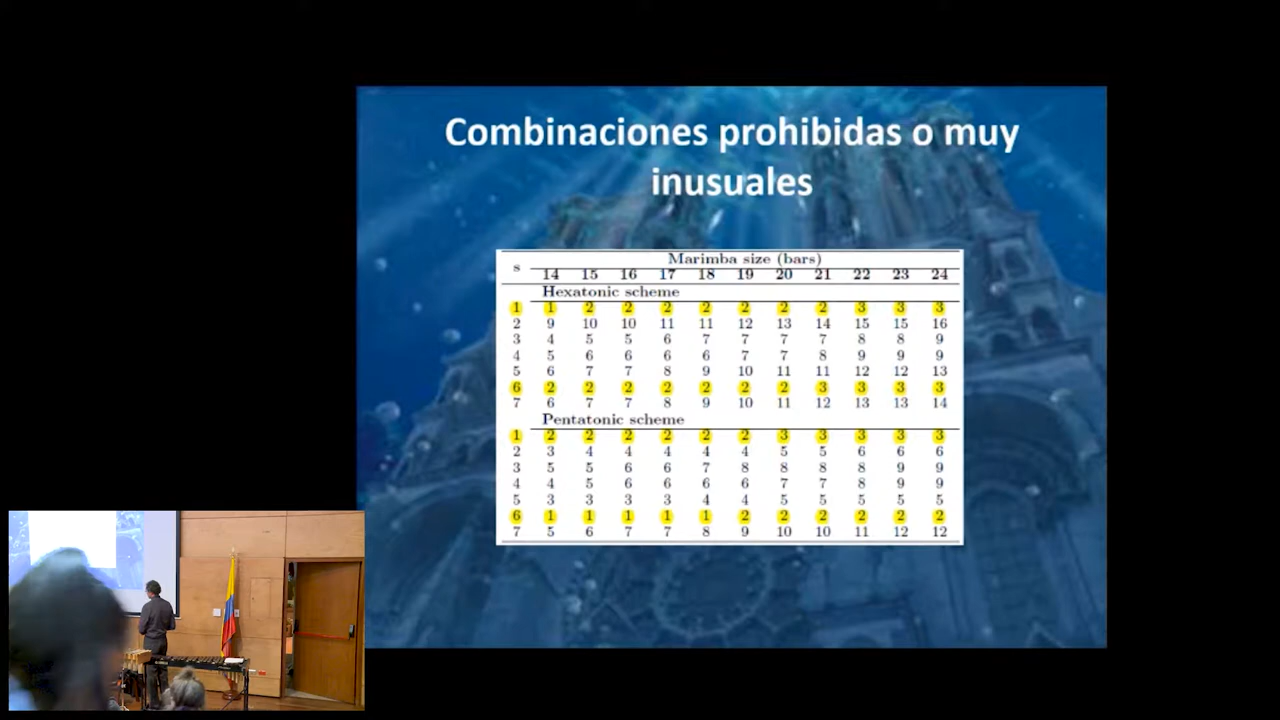 Combinaciones prohibidas o muy
inusuales
s Marimba size (bars)
14 15 16 17 18 19 20 21 22 23 24
Hexatonic scheme
1 1 2 2 2 2 2 2 2 3 3 3
2 9 10 10 11 11 12 13 14 15 15 16
3 4 5 5 6 7 7 7 7 8 8 9
4 5 6 6 6 6 7 7 8 9 9 9
5 6 7 7 8 9 10 11 11 12 12 13
6 2 2 2 2 2 2 2 3 3 3 3
7 6 7 7 8 9 10 11 12 13 13 14
Pentatonic scheme
1 2 2 2 2 2 2 3 3 3 3 3
2 3 4 4 4 4 4 5 5 6 6 6
3 5 5 6 6 7 8 8 8 8 9 9
4 4 5 6 6 6 6 7 7 8 9 9
5 3 3 3 3 4 4 5 5 5 5 5
6 1 1 1 1 1 2 2 2 2 2 2
7 5 6 7 7 8 9 10 10 11 12 12